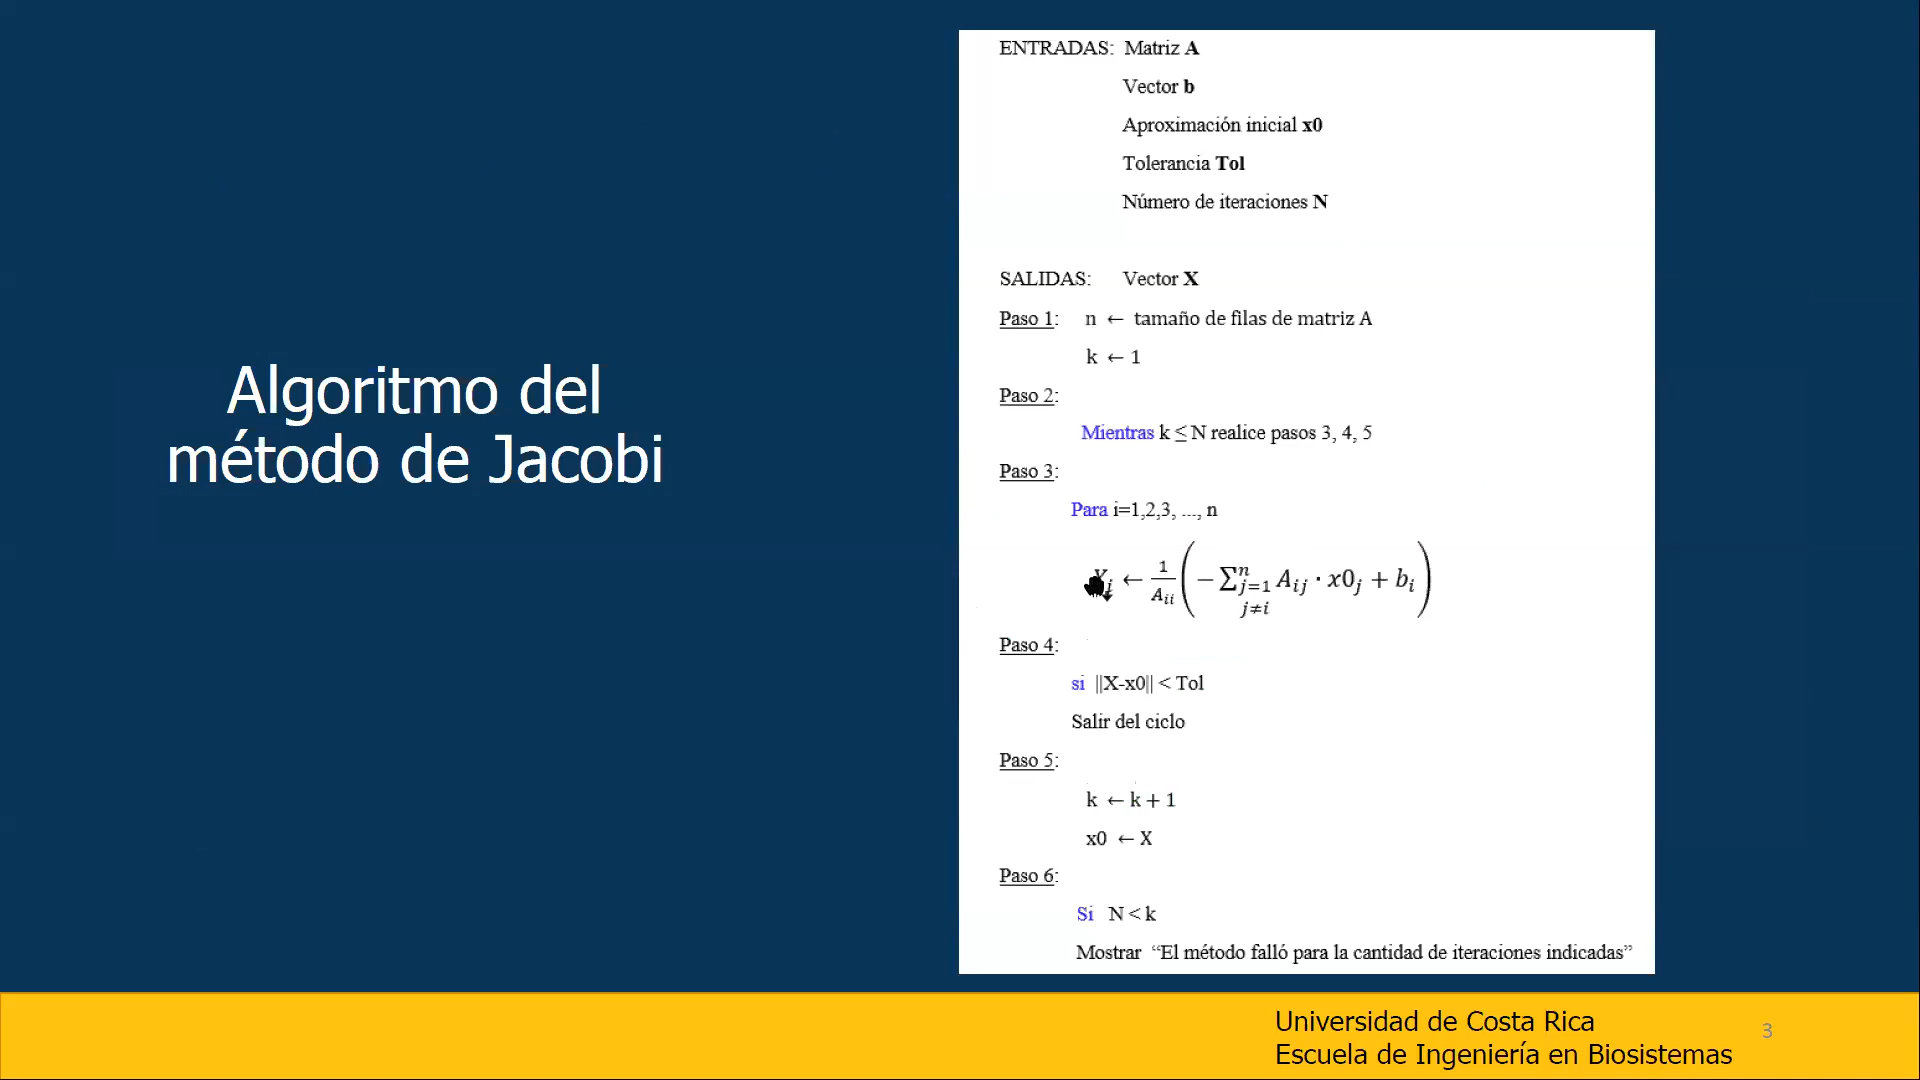 Algoritmo del
método de Jacobi
ENTRADAS: Matriz A
Vector b
Aproximación inicial x0
Tolerancia Tol
Número de iteraciones N
SALIDAS: Vector X
Paso 1: n ← tamaño de filas de matriz A
k ← 1
Paso 2:
Mientras k ≤ N realice pasos 3, 4, 5
Paso 3:
Para i=1,2,3, ..., n
X_i ← 1/A_ii ( − ∑_{j=1, j≠i}^n A_ij · x0_j + b_i )
Paso 4:
si ||X-x0|| < Tol
Salir del ciclo
Paso 5:
k ← k + 1
x0 ← X
Paso 6:
Si N < k
Mostrar “El método falló para la cantidad de iteraciones indicadas”
Universidad de Costa Rica
Escuela de Ingeniería en Biosistemas
3